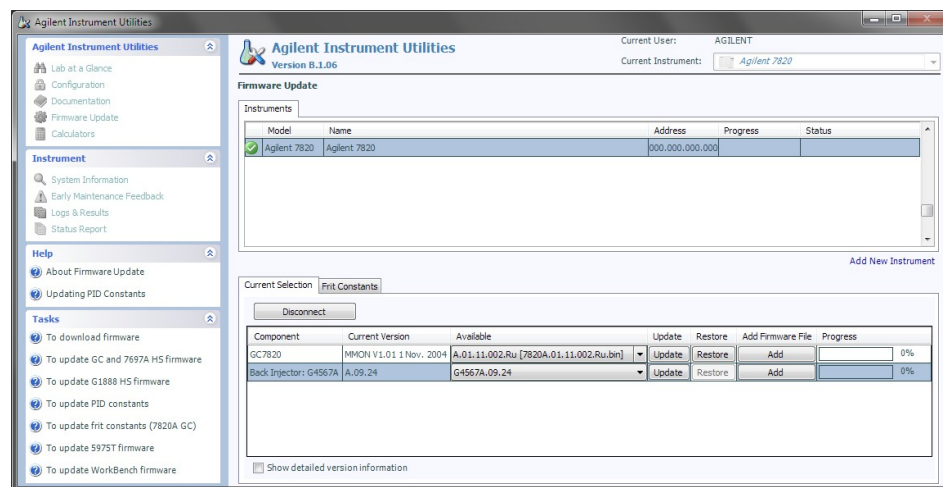 Agilent Instrument Utilities
Agilent Instrument Utilities
Lab at a Glance
Configuration
Documentation
Firmware Update
Calculators
Instrument
System Information
Early Maintenance Feedback
Logs & Results
Status Report
Help
About Firmware Update
Updating PID Constants
Tasks
To download firmware
To update GC and 7697A HS firmware
To update G1888 HS firmware
To update PID constants
To update frit constants (7820A GC)
To update 5975T firmware
To update WorkBench firmware
Agilent Instrument Utilities
Version B.1.06
Current User: AGILENT
Current Instrument: Agilent 7820
Firmware Update
Instruments
Model Name Address Progress Status
Agilent 7820 Agilent 7820 000.000.000.000
Add New Instrument
Current Selection Frit Constants
Disconnect
Component Current Version Available Update Restore Add Firmware File Progress
GC7820 MMON V1.01 1 Nov. 2004 A.01.11.002.Ru [7820A.01.11.002.Ru.bin] Update Restore Add 0%
Back Injector: G4567A A.09.24 G4567A.09.24 Update Restore Add 0%
Show detailed version information